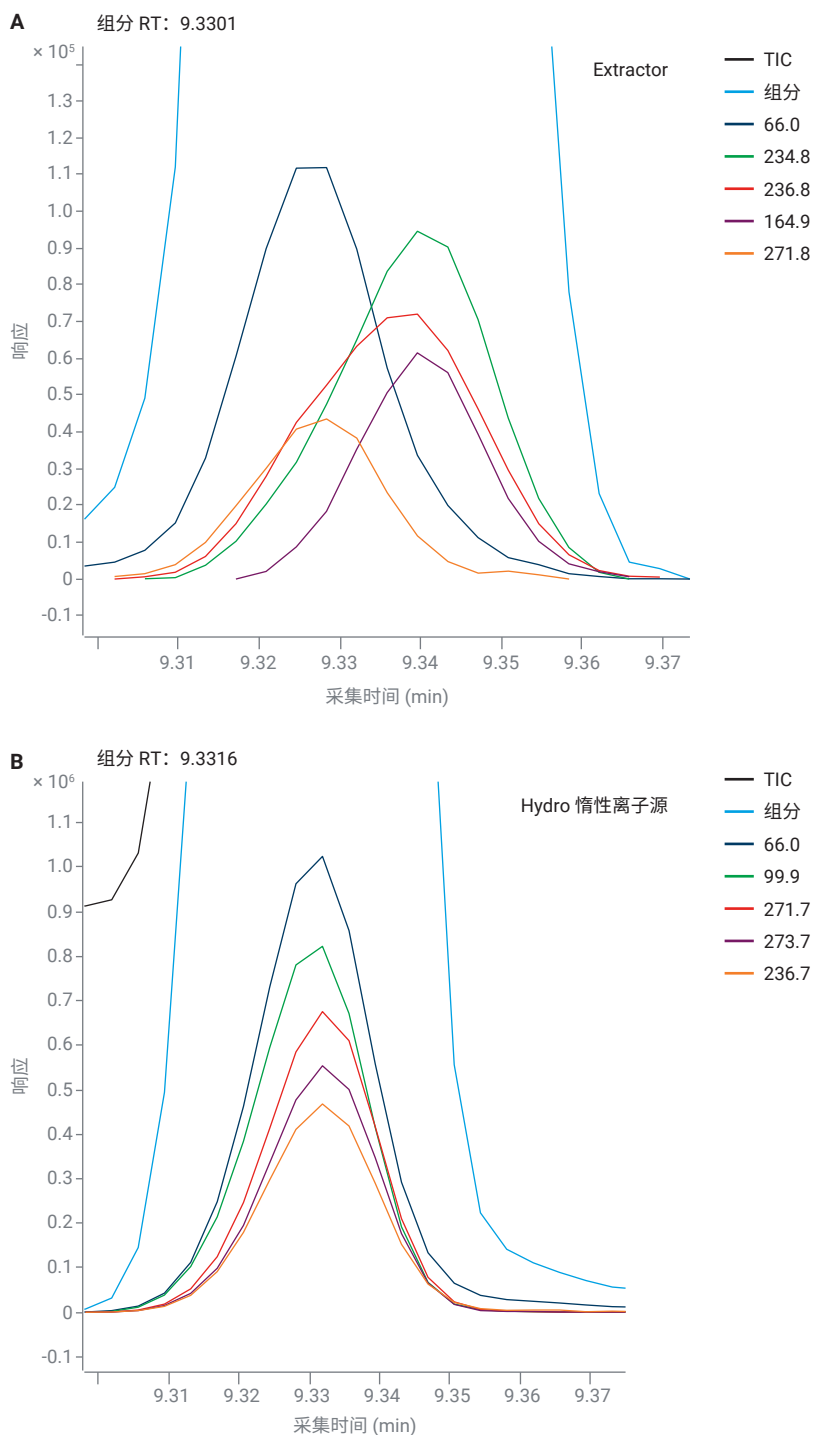 A
组分 RT：9.3301
× 10⁵
Extractor
1.3
1.2
1.1
1.0
0.9
0.8
0.7
0.6
0.5
0.4
0.3
0.2
0.1
0
-0.1
响应
9.31 9.32 9.33 9.34 9.35 9.36 9.37
采集时间 (min)
TIC
组分
66.0
234.8
236.8
164.9
271.8
B
组分 RT：9.3316
× 10⁶
Hydro 惰性离子源
1.1
1.0
0.9
0.8
0.7
0.6
0.5
0.4
0.3
0.2
0.1
0
-0.1
响应
9.31 9.32 9.33 9.34 9.35 9.36 9.37
采集时间 (min)
TIC
组分
66.0
99.9
271.7
273.7
236.7